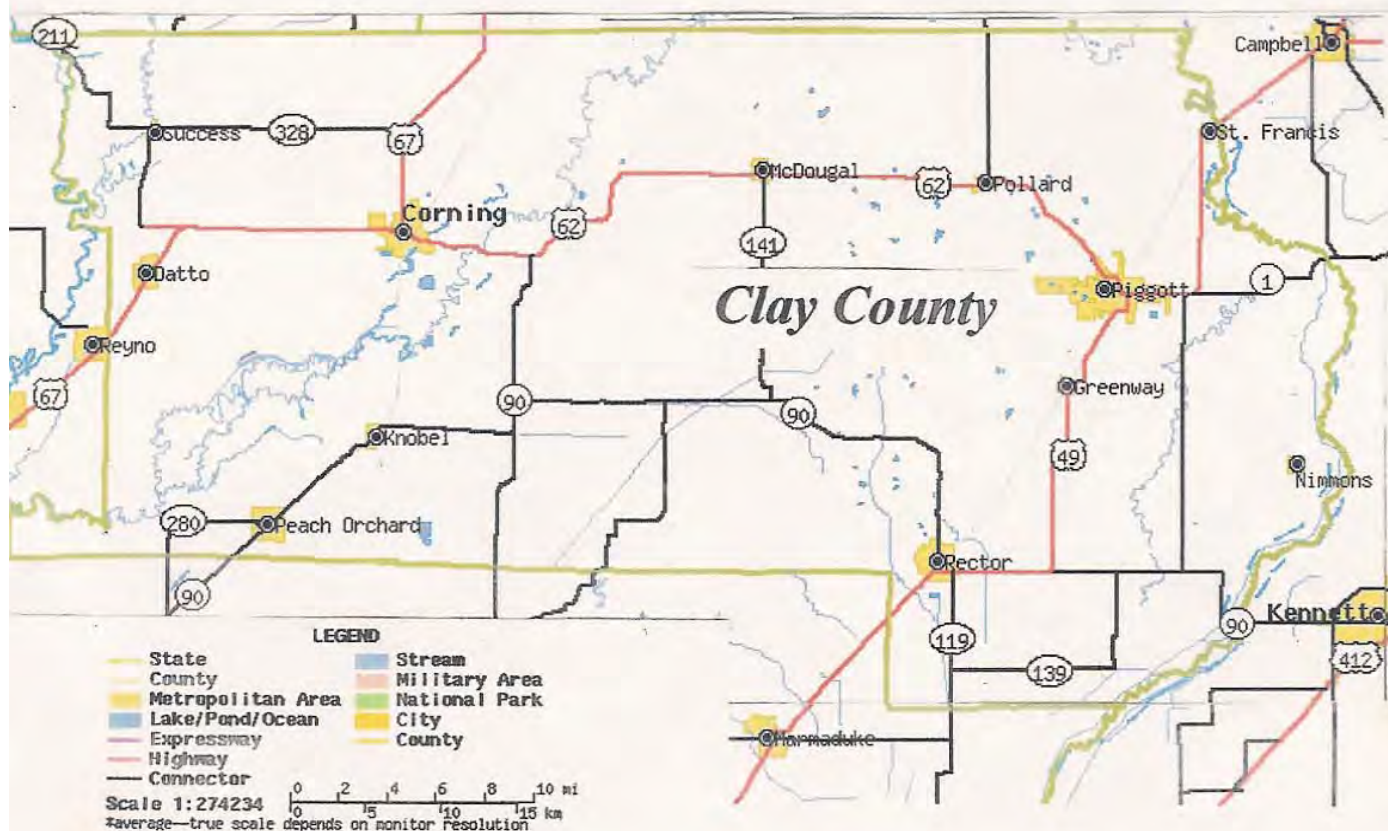 211
Campbell
Success
328
67
St. Francis
McDougal
62
Pollard
Corning
62
141
Datto
Piggott
1
Clay County
Reyno
67
90
90
Greenway
Knobel
49
Nimmons
280
Peach Orchard
Rector
90
Kennett
90
119
412
139
Marmaduke
LEGEND
State
County
Metropolitan Area
Lake/Pond/Ocean
Expressway
Highway
Connector
Stream
Military Area
National Park
City
County
0 2 4 6 8 10 mi
0 5 10 15 km
Scale 1:274234
*average--true scale depends on monitor resolution